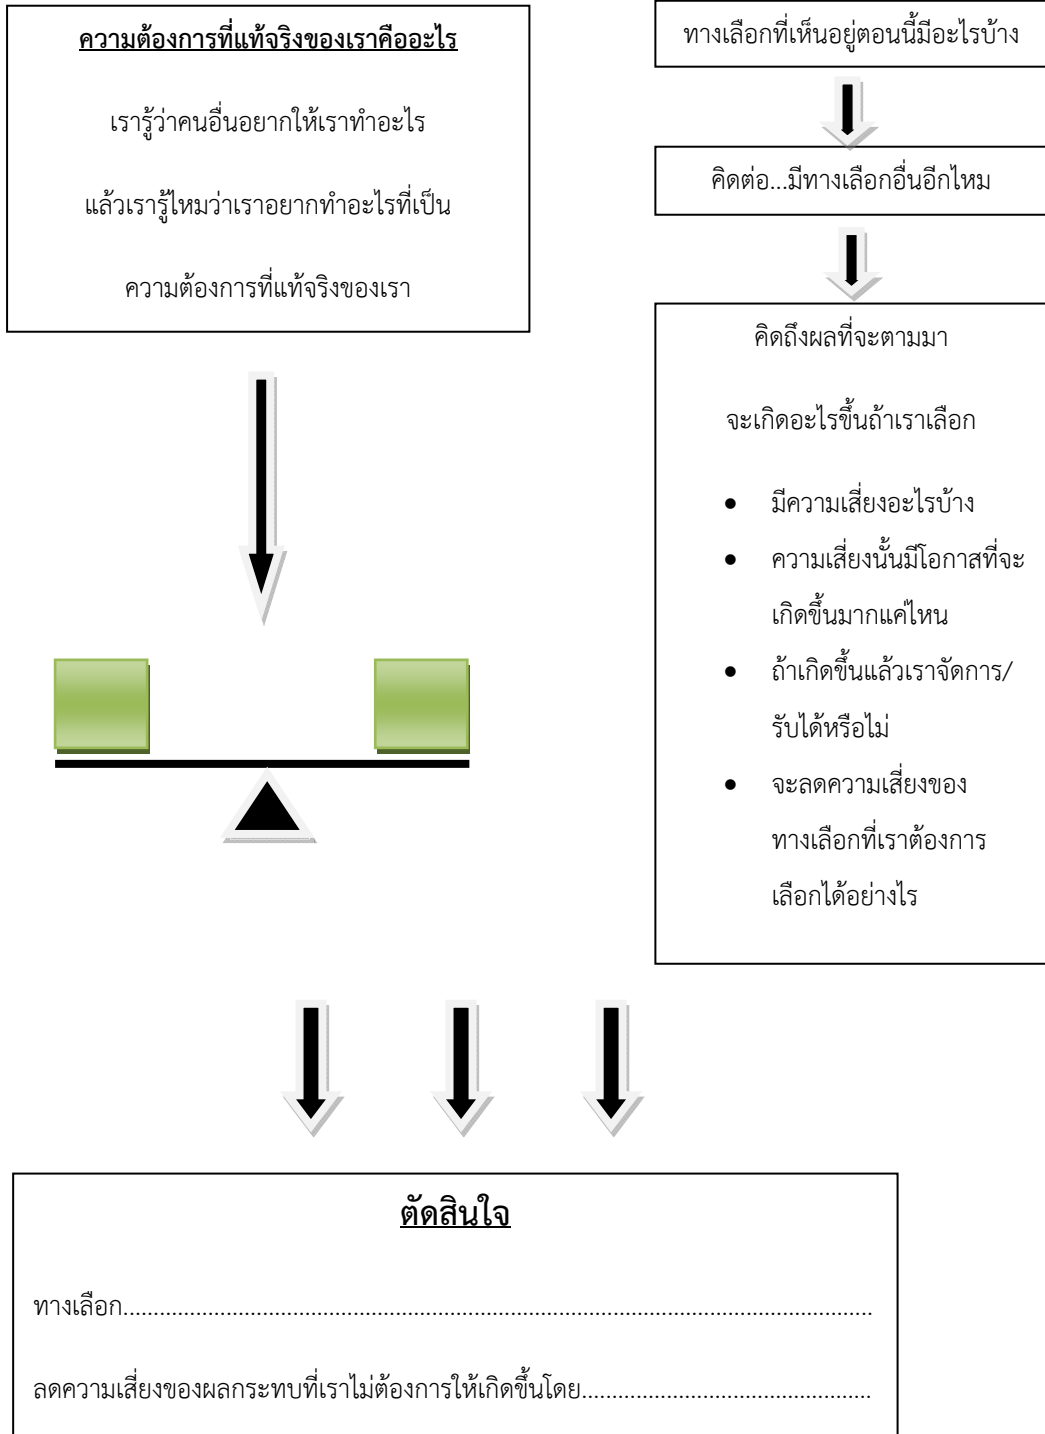 ความต้องการที่แท้จริงของเราคืออะไร
เรารู้ว่าคนอื่นอยากให้เราทำอะไร
แล้วเรารู้ไหมว่าเราอยากทำอะไรที่เป็น
ความต้องการที่แท้จริงของเรา
ทางเลือกที่เห็นอยู่ตอนนี้มีอะไรบ้าง
คิดต่อ...มีทางเลือกอื่นอีกไหม
คิดถึงผลที่จะตามมา
จะเกิดอะไรขึ้นถ้าเราเลือก
• มีความเสี่ยงอะไรบ้าง
• ความเสี่ยงนั้นมีโอกาสที่จะ
เกิดขึ้นมากแค่ไหน
• ถ้าเกิดขึ้นแล้วเราจัดการ/
รับได้หรือไม่
• จะลดความเสี่ยงของ
ทางเลือกที่เราต้องการ
เลือกได้อย่างไร
ตัดสินใจ
ทางเลือก............................................................................................................
ลดความเสี่ยงของผลกระทบที่เราไม่ต้องการให้เกิดขึ้นโดย..........................................